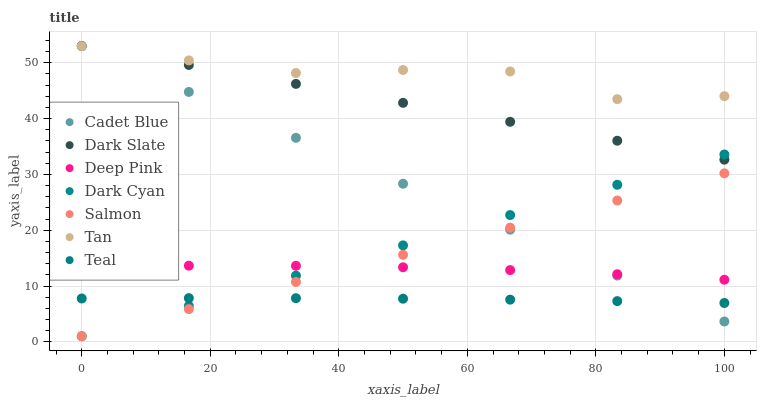 title
yaxis_label
50
40
30
20
10
0
Cadet Blue
Dark Slate
Deep Pink
Dark Cyan
Salmon
Tan
Teal
0 20 40 60 80 100
xaxis_label